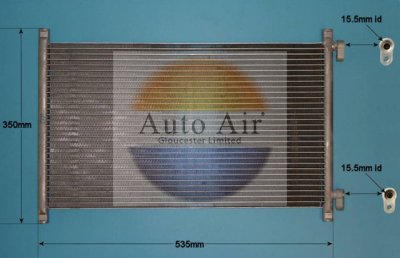 15.5mm id
350mm
Auto Air
Gloucester Limited
15.5mm id
535mm